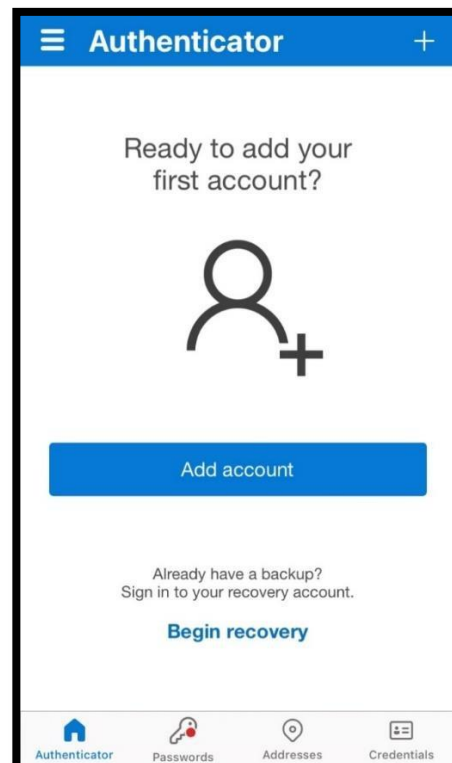 Authenticator
Ready to add your
first account?
Add account
Already have a backup?
Sign in to your recovery account.
Begin recovery
Authenticator Passwords Addresses Credentials